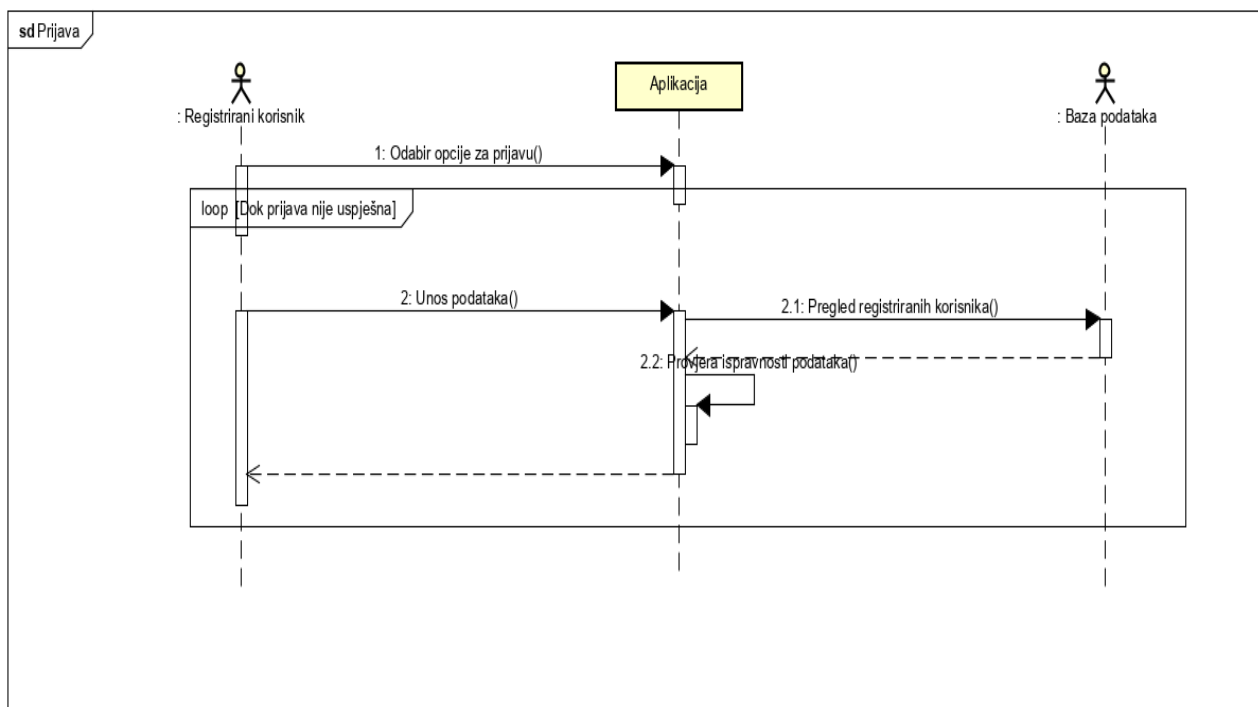 sd Prijava
: Registrirani korisnik
Aplikacija
: Baza podataka
1: Odabir opcije za prijavu()
loop [Dok prijava nije uspješna]
2: Unos podataka()
2.1: Pregled registriranih korisnika()
2.2: Provjera ispravnosti podataka()